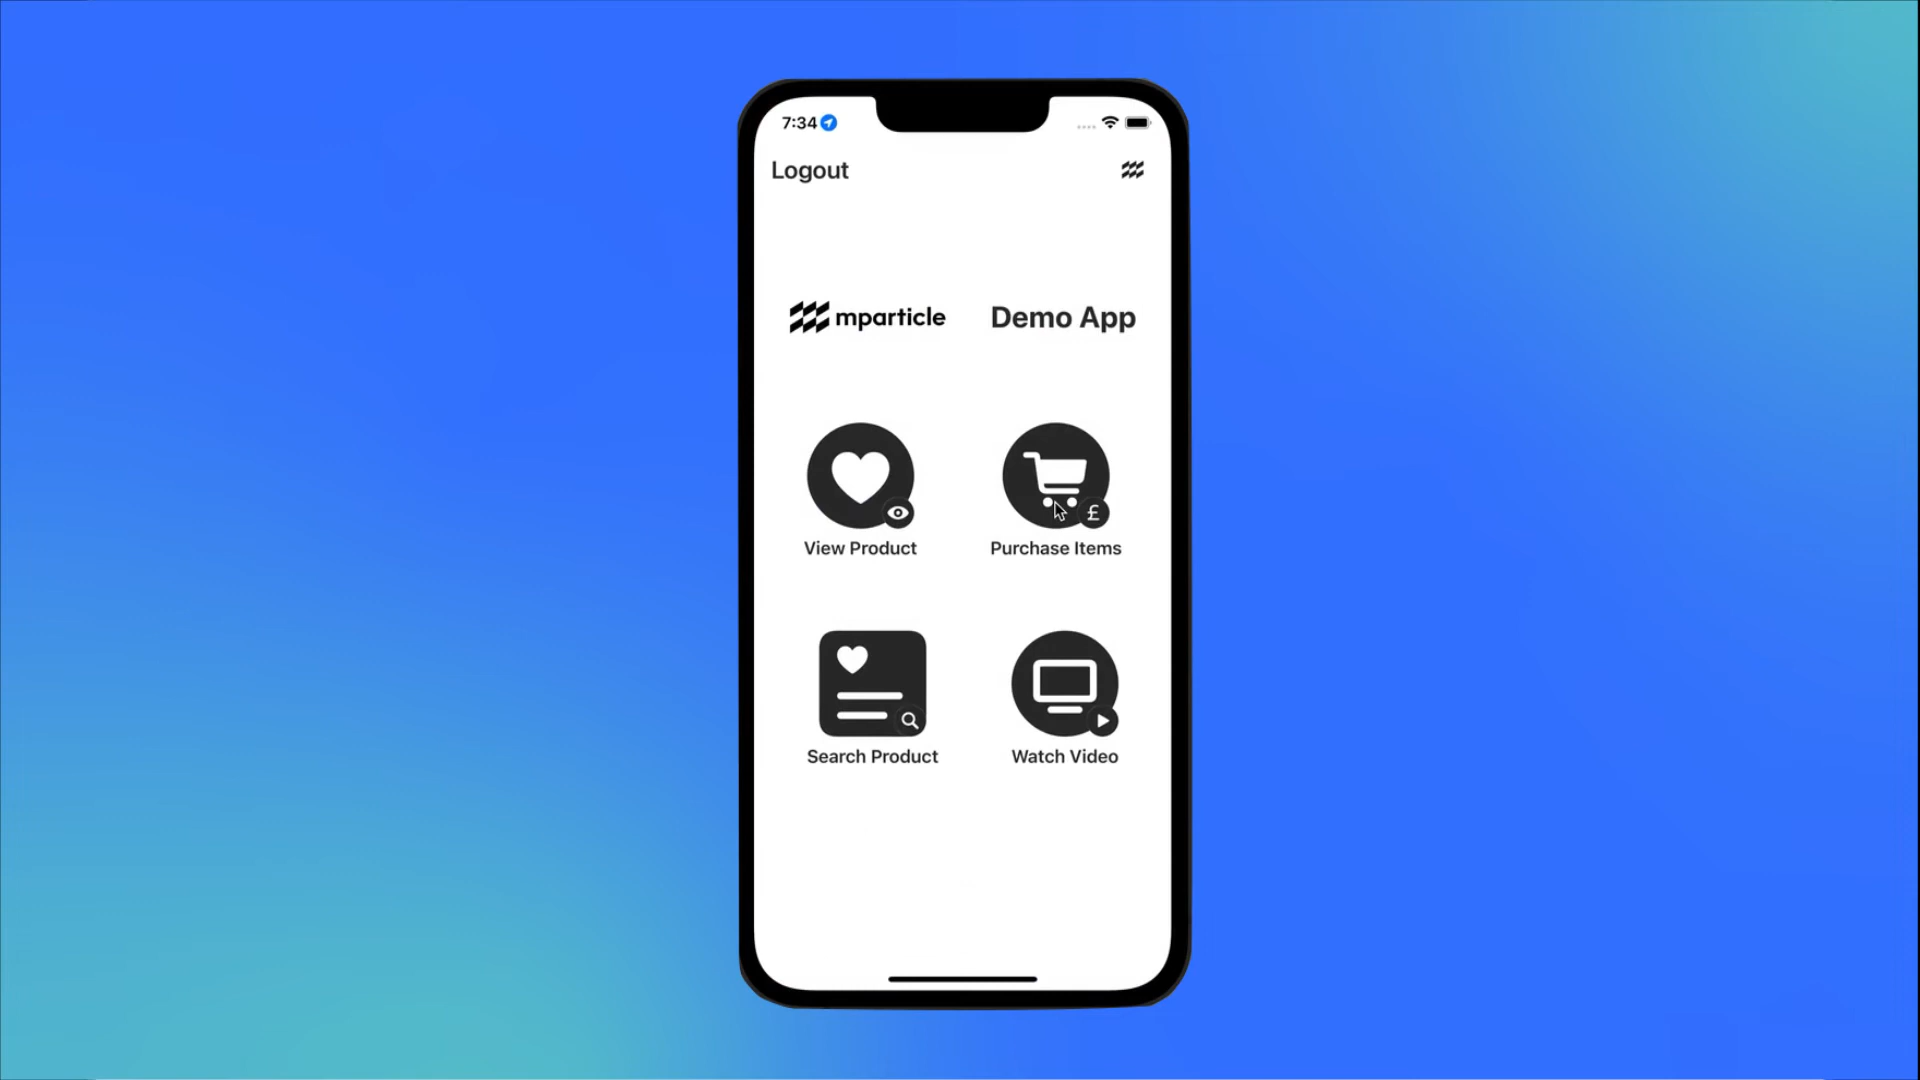 7:34
Logout
mparticle Demo App
£
View Product Purchase Items
Search Product Watch Video